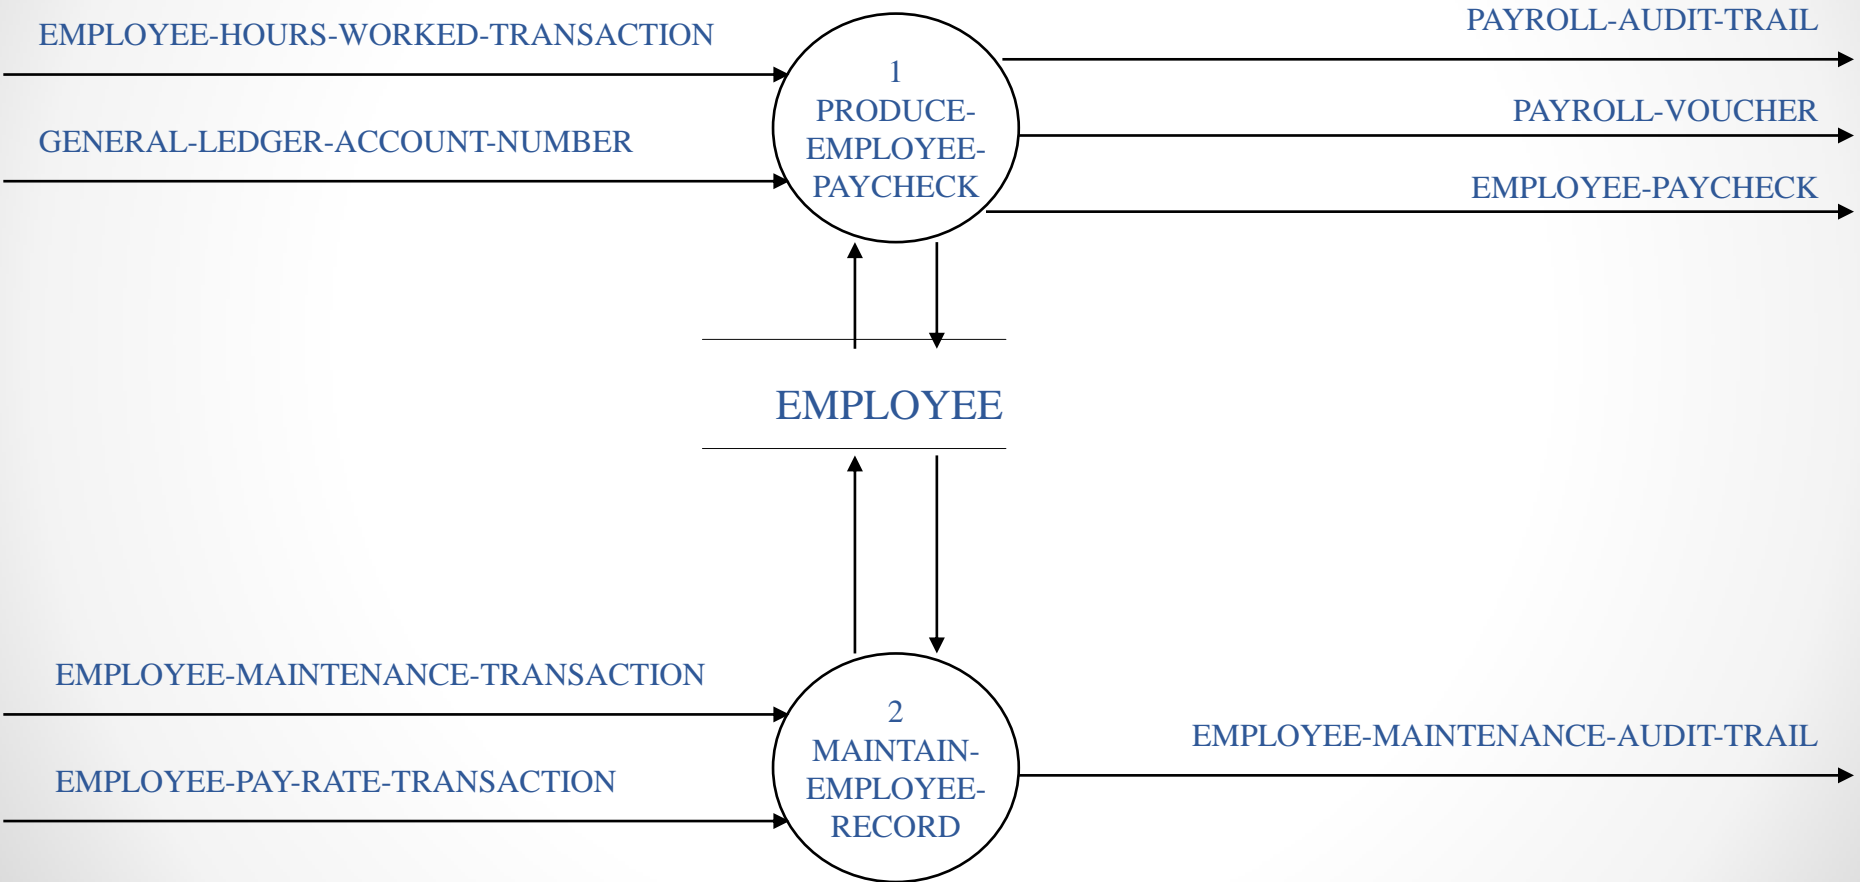 EMPLOYEE-HOURS-WORKED-TRANSACTION
GENERAL-LEDGER-ACCOUNT-NUMBER
1
PRODUCE-
EMPLOYEE-
PAYCHECK
PAYROLL-AUDIT-TRAIL
PAYROLL-VOUCHER
EMPLOYEE-PAYCHECK
EMPLOYEE
EMPLOYEE-MAINTENANCE-TRANSACTION
EMPLOYEE-PAY-RATE-TRANSACTION
2
MAINTAIN-
EMPLOYEE-
RECORD
EMPLOYEE-MAINTENANCE-AUDIT-TRAIL